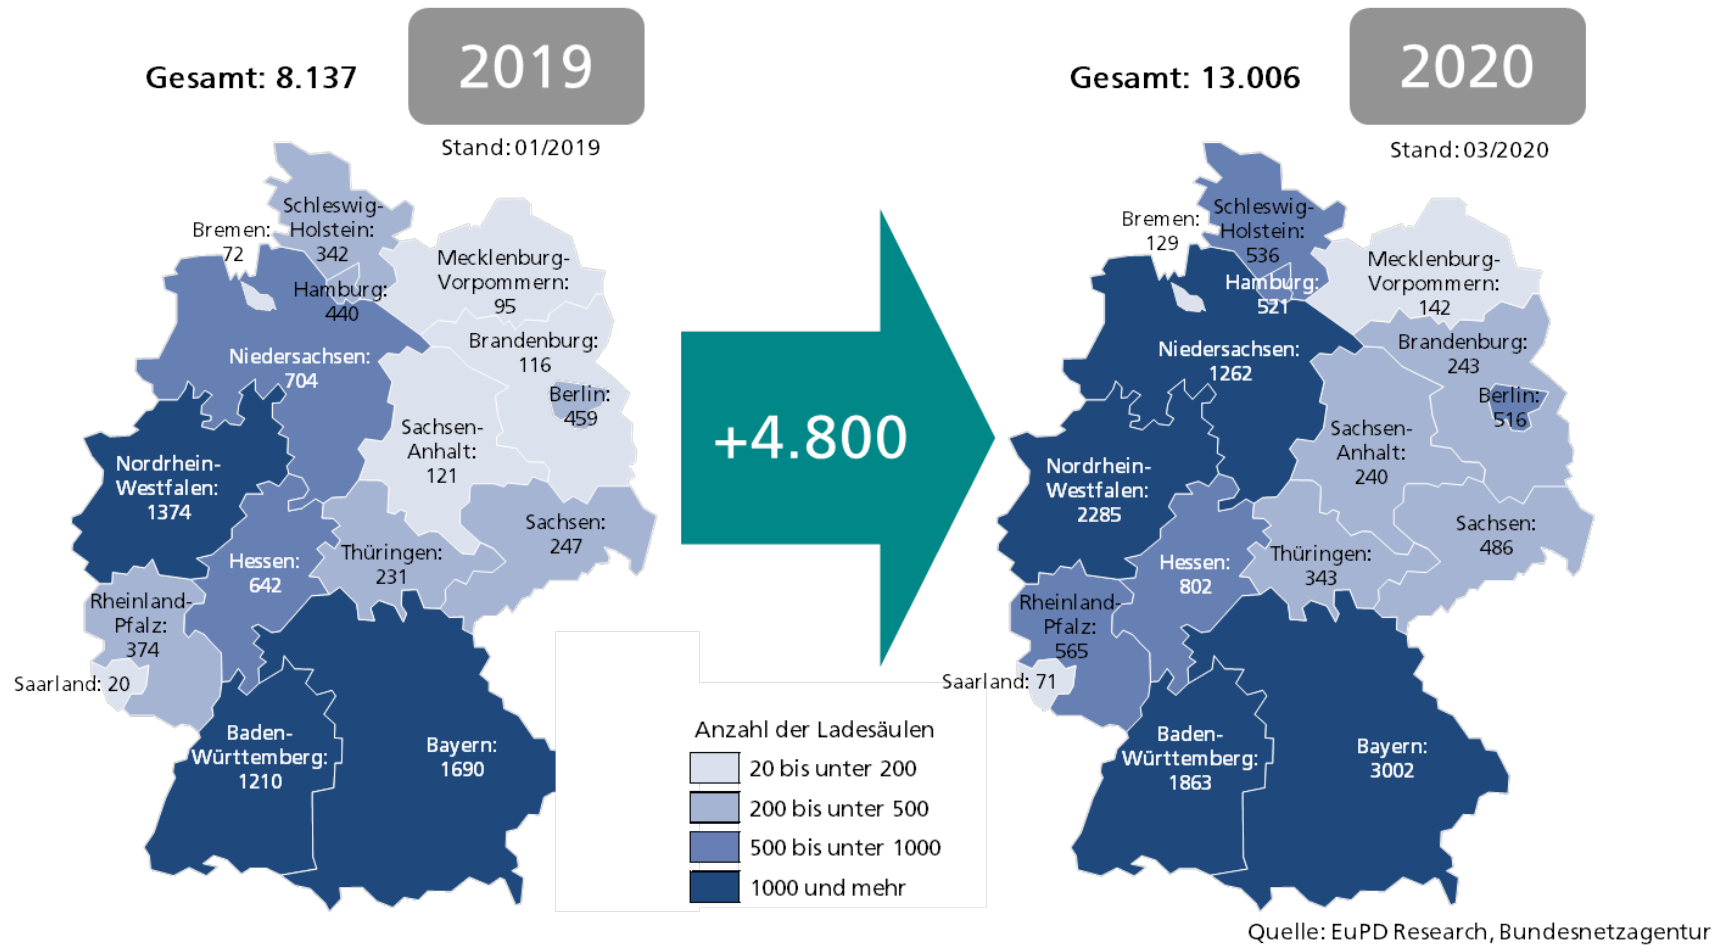 Gesamt: 8.137
2019
Stand: 01/2019
Schleswig-
Holstein:
342
Bremen:
72
Mecklenburg-
Vorpommern:
95
Hamburg:
440
Brandenburg:
116
Niedersachsen:
704
Berlin:
459
Sachsen-
Anhalt:
121
Nordrhein-
Westfalen:
1374
Sachsen:
247
Thüringen:
231
Hessen:
642
Rheinland-
Pfalz:
374
Saarland: 20
Baden-
Württemberg:
1210
Bayern:
1690
+4.800
Gesamt: 13.006
2020
Stand: 03/2020
Schleswig-
Holstein:
536
Bremen:
129
Mecklenburg-
Vorpommern:
142
Hamburg:
521
Brandenburg:
243
Niedersachsen:
1262
Berlin:
516
Sachsen-
Anhalt:
240
Nordrhein-
Westfalen:
2285
Sachsen:
486
Thüringen:
343
Hessen:
802
Rheinland-
Pfalz:
565
Saarland: 71
Baden-
Württemberg:
1863
Bayern:
3002
Anzahl der Ladesäulen
20 bis unter 200
200 bis unter 500
500 bis unter 1000
1000 und mehr
Quelle: EuPD Research, Bundesnetzagentur